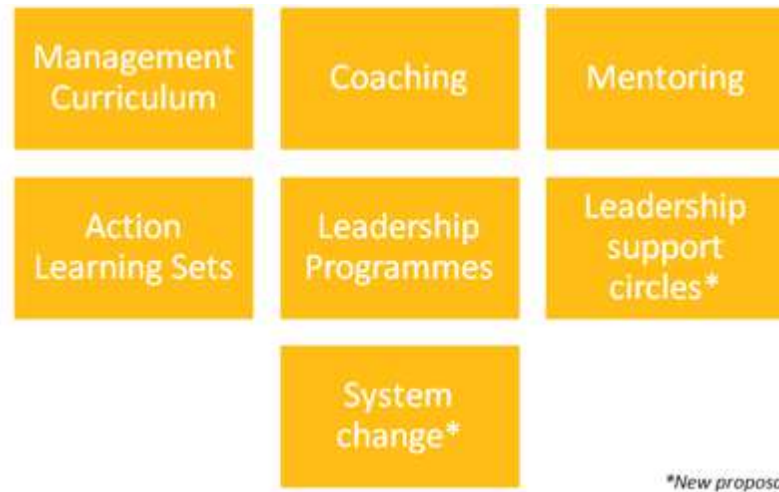 Management
Curriculum
Coaching
Mentoring
Action
Learning Sets
Leadership
Programmes
Leadership
support
circles*
System
change*
*New propos